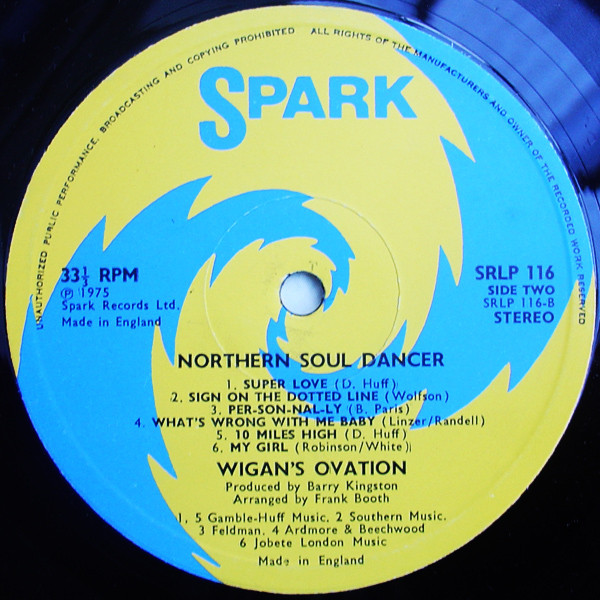 UNAUTHORIZED PUBLIC PERFORMANCE, BROADCASTING AND COPYING PROHIBITED ALL RIGHTS OF THE MANUFACTURERS AND OWNER OF THE RECORDED WORK RESERVED
SPARK
33⅓ RPM
Ⓟ 1975
Spark Records Ltd.
Made in England
SRLP 116
SIDE TWO
SRLP 116-B
STEREO
NORTHERN SOUL DANCER
1. SUPER LOVE (D. Huff)
2. SIGN ON THE DOTTED LINE (Wolfson)
3. PER-SON-NAL-LY (B. Paris)
4. WHAT'S WRONG WITH ME BABY (Linzer/Randell)
5. 10 MILES HIGH (D. Huff)
6. MY GIRL (Robinson/White)
WIGAN'S OVATION
Produced by Barry Kingston
Arranged by Frank Booth
1, 5 Gamble-Huff Music. 2 Southern Music.
3 Feldman. 4 Ardmore & Beechwood
6 Jobete London Music
Made in England